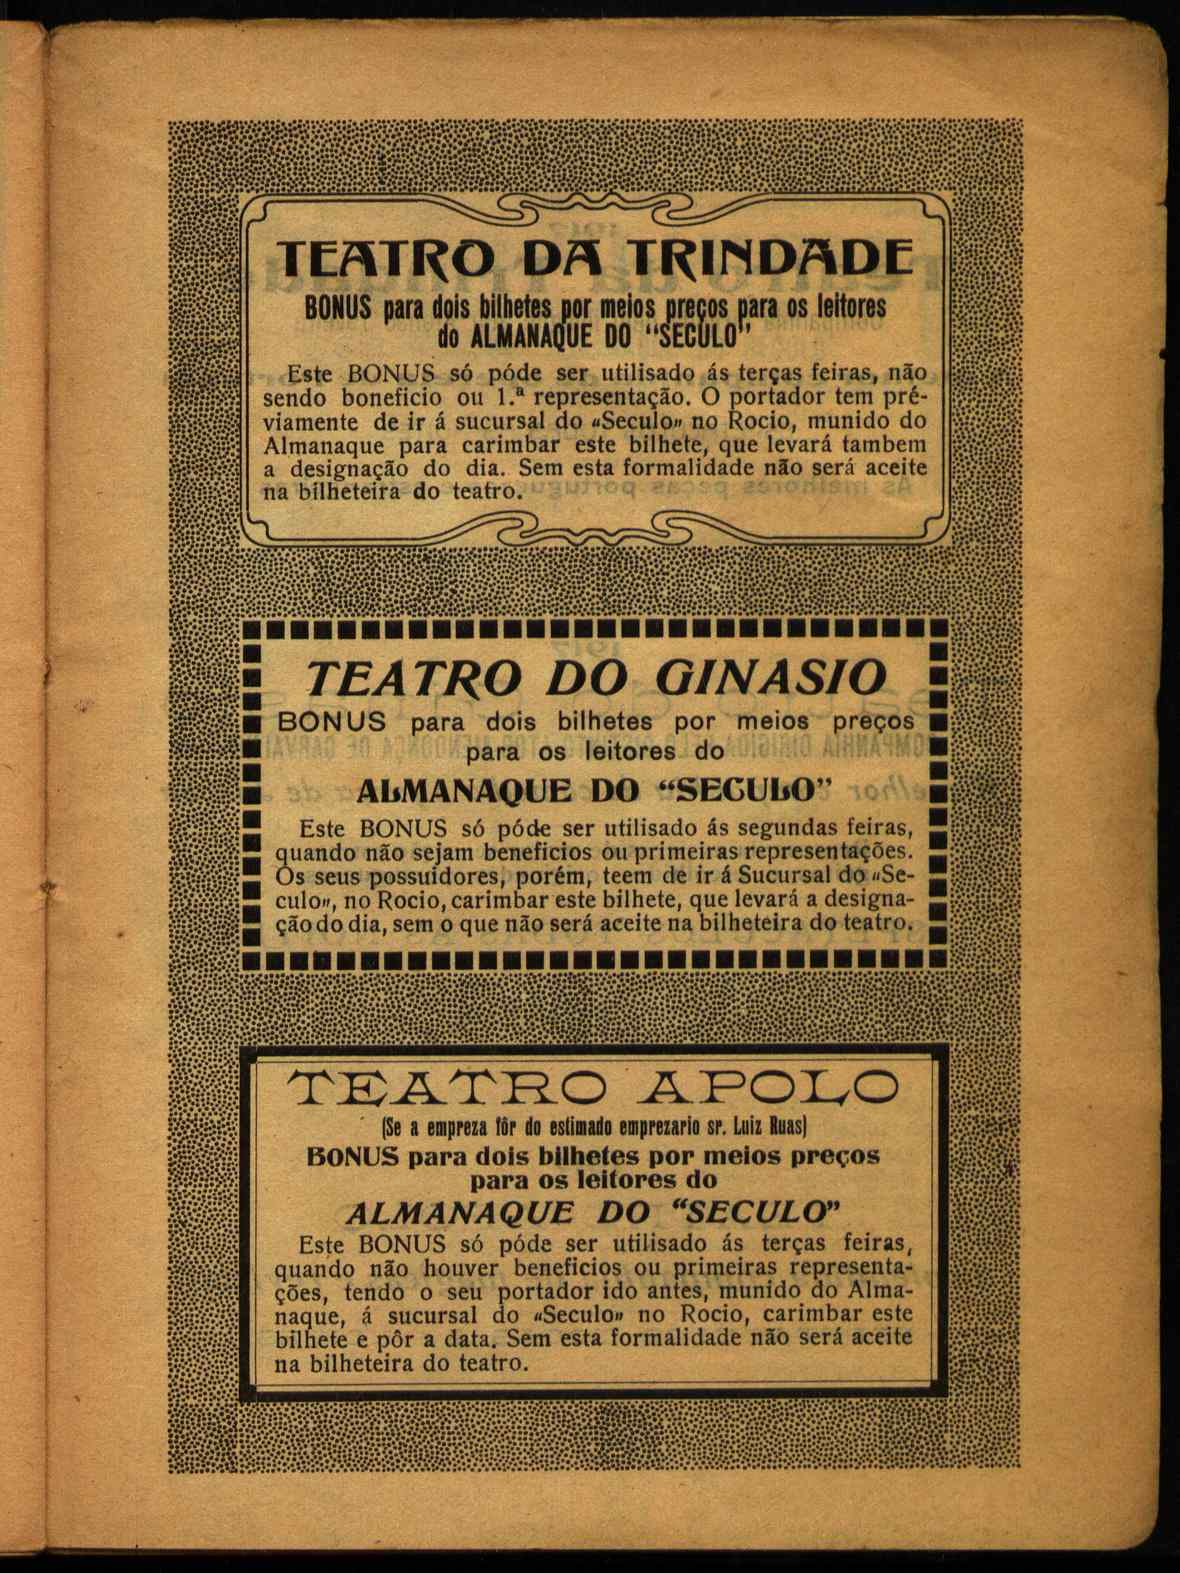 TEATRO DA TRINDADE
BONUS para dois bilhetes por meios preços para os leitores
do ALMANAQUE DO "SECULO"
Este BONUS só póde ser utilisado ás terças feiras, não
sendo boneficio ou 1.ª representação. O portador tem pré-
viamente de ir á sucursal do «Seculo» no Rocio, munido do
Almanaque para carimbar este bilhete, que levará tambem
a designação do dia. Sem esta formalidade não será aceite
na bilheteira do teatro.
TEATRO DO GINASIO
BONUS para dois bilhetes por meios preços
para os leitores do
ALMANAQUE DO "SECULO"
Este BONUS só póde ser utilisado ás segundas feiras,
quando não sejam beneficios ou primeiras representações.
Os seus possuidores, porém, teem de ir á Sucursal do «Se-
culo», no Rocio, carimbar este bilhete, que levará a designa-
ção do dia, sem o que não será aceite na bilheteira do teatro.
TEATRO APOLO
(Se a empreza fôr do estimado emprezario sr. Luiz Ruas)
BONUS para dois bilhetes por meios preços
para os leitores do
ALMANAQUE DO "SECULO"
Este BONUS só póde ser utilisado ás terças feiras,
quando não houver beneficios ou primeiras representa-
ções, tendo o seu portador ido antes, munido do Alma-
naque, á sucursal do «Seculo» no Rocio, carimbar este
bilhete e pôr a data. Sem esta formalidade não será aceite
na bilheteira do teatro.